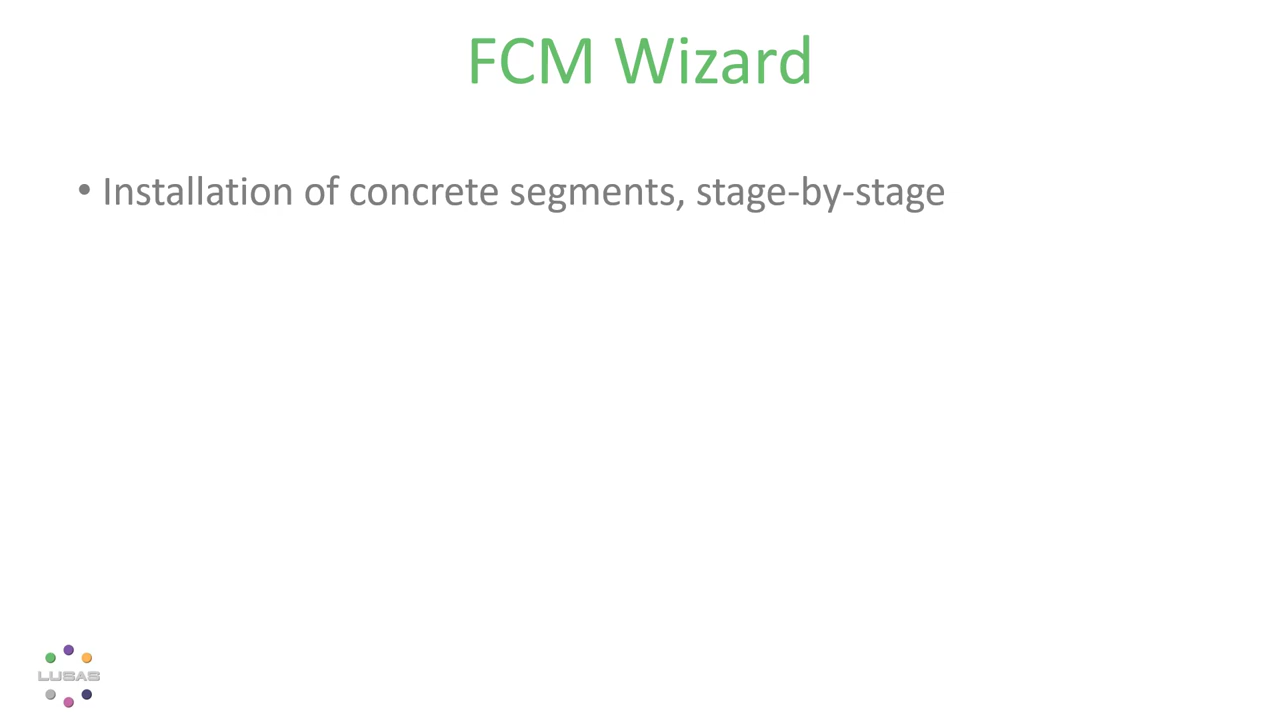 FCM Wizard
• Installation of concrete segments, stage-by-stage
LUSAS